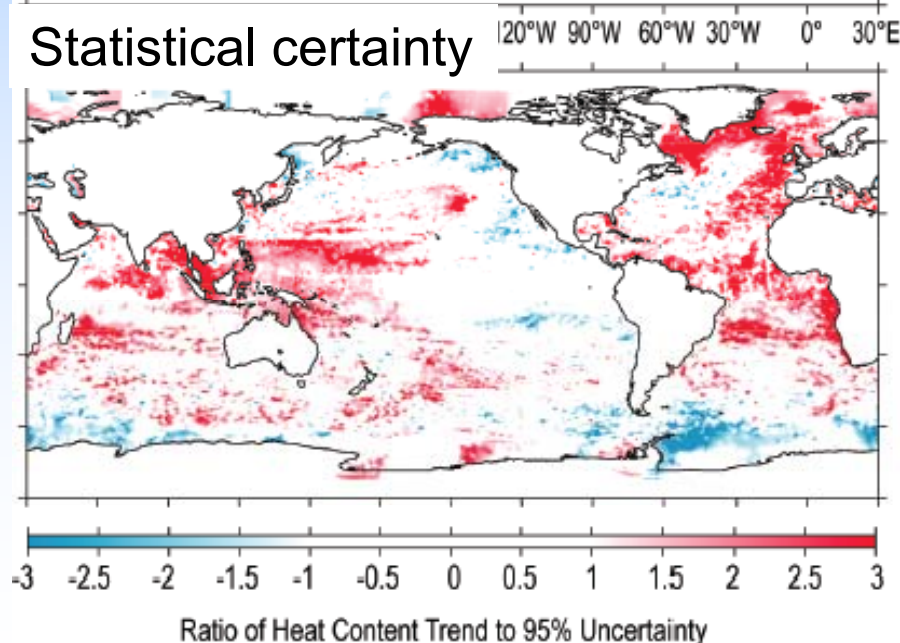 Statistical certainty
120°W 90°W 60°W 30°W 0° 30°E
-3 -2.5 -2 -1.5 -1 -0.5 0 0.5 1 1.5 2 2.5 3
Ratio of Heat Content Trend to 95% Uncertainty